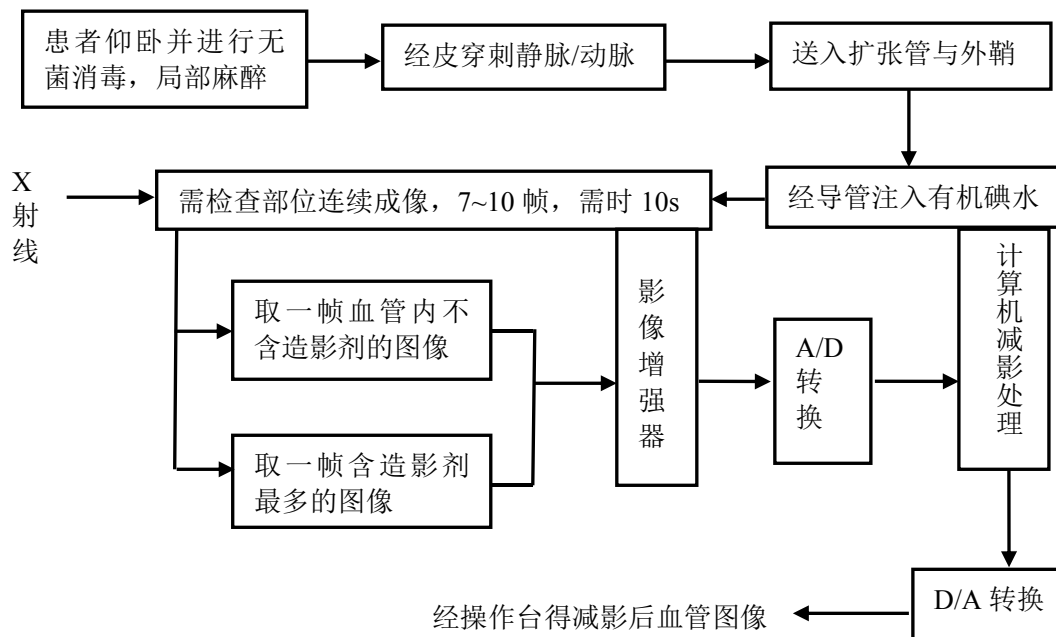 患者仰卧并进行无
菌消毒，局部麻醉
经皮穿刺静脉/动脉
送入扩张管与外鞘
X
射
线
需检查部位连续成像，7~10 帧，需时 10s
经导管注入有机碘水
取一帧血管内不
含造影剂的图像
取一帧含造影剂
最多的图像
影
像
增
强
器
A/D
转
换
计
算
机
减
影
处
理
D/A 转换
经操作台得减影后血管图像